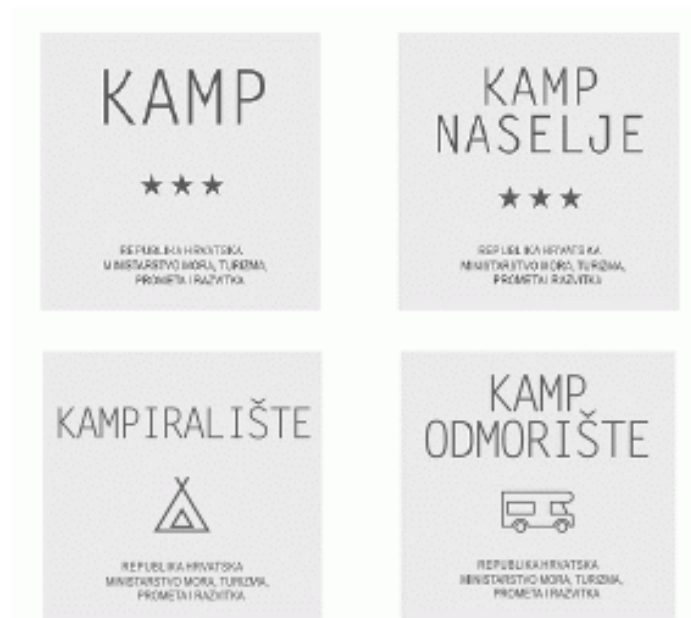 KAMP
★★★
REPUBLIKA HRVATSKA
MINISTARSTVO MORA, TURIZMA,
PROMETA I RAZVITKA
KAMP
NASELJE
★★★
REPUBLIKA HRVATSKA
MINISTARSTVO MORA, TURIZMA,
PROMETA I RAZVITKA
KAMPIRALIŠTE
REPUBLIKA HRVATSKA
MINISTARSTVO MORA, TURIZMA,
PROMETA I RAZVITKA
KAMP
ODMORIŠTE
REPUBLIKA HRVATSKA
MINISTARSTVO MORA, TURIZMA,
PROMETA I RAZVITKA